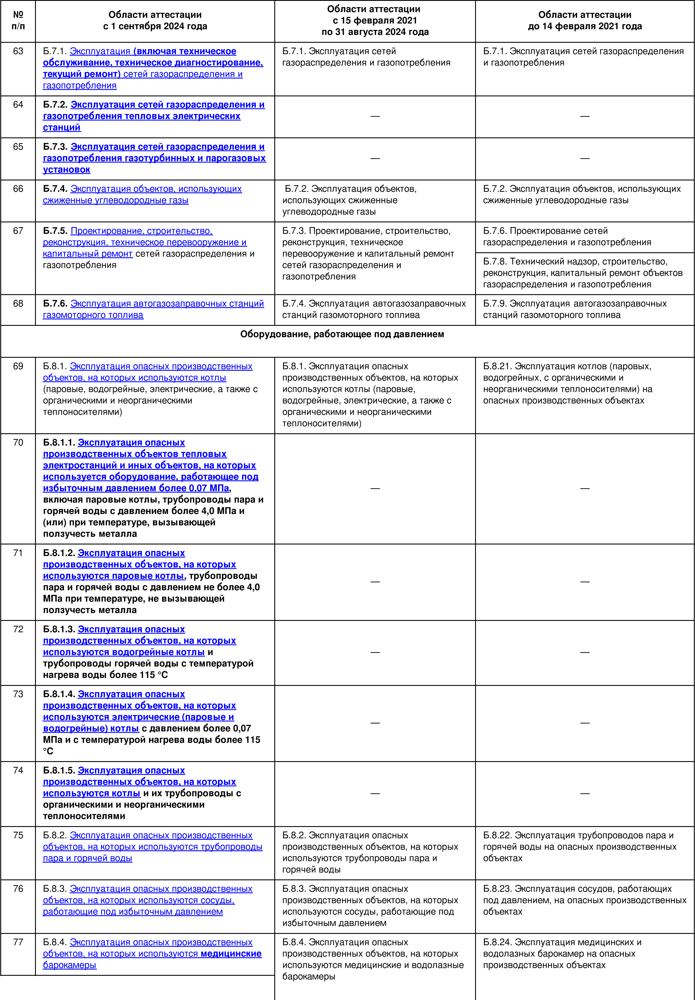 №
п/п
Области аттестации
с 1 сентября 2024 года
Области аттестации
с 15 февраля 2021
по 31 августа 2024 года
Области аттестации
до 14 февраля 2021 года
63
Б.7.1. Эксплуатация (включая техническое
обслуживание, техническое диагностирование,
текущий ремонт) сетей газораспределения и
газопотребления
Б.7.1. Эксплуатация сетей
газораспределения и газопотребления
Б.7.1. Эксплуатация сетей газораспределения
и газопотребления
64
Б.7.2. Эксплуатация сетей газораспределения и
газопотребления тепловых электрических
станций
—
—
65
Б.7.3. Эксплуатация сетей газораспределения и
газопотребления газотурбинных и парогазовых
установок
—
—
66
Б.7.4. Эксплуатация объектов, использующих
сжиженные углеводородные газы
Б.7.2. Эксплуатация объектов,
использующих сжиженные
углеводородные газы
Б.7.2. Эксплуатация объектов, использующих
сжиженные углеводородные газы
67
Б.7.5. Проектирование, строительство,
реконструкция, техническое перевооружение и
капитальный ремонт сетей газораспределения и
газопотребления
Б.7.3. Проектирование, строительство,
реконструкция, техническое
перевооружение и капитальный ремонт
сетей газораспределения и
газопотребления
Б.7.6. Проектирование сетей
газораспределения и газопотребления
Б.7.8. Технический надзор, строительство,
реконструкция, капитальный ремонт объектов
газораспределения и газопотребления
68
Б.7.6. Эксплуатация автогазозаправочных станций
газомоторного топлива
Б.7.4. Эксплуатация автогазозаправочных
станций газомоторного топлива
Б.7.9. Эксплуатация автогазозаправочных
станций газомоторного топлива
Оборудование, работающее под давлением
69
Б.8.1. Эксплуатация опасных производственных
объектов, на которых используются котлы
(паровые, водогрейные, электрические, а также с
органическими и неорганическими
теплоносителями)
Б.8.1. Эксплуатация опасных
производственных объектов, на которых
используются котлы (паровые,
водогрейные, электрические, а также с
органическими и неорганическими
теплоносителями)
Б.8.21. Эксплуатация котлов (паровых,
водогрейных, с органическими и
неорганическими теплоносителями) на
опасных производственных объектах
70
Б.8.1.1. Эксплуатация опасных
производственных объектов тепловых
электростанций и иных объектов, на которых
используется оборудование, работающее под
избыточным давлением более 0,07 МПа,
включая паровые котлы, трубопроводы пара и
горячей воды с давлением более 4,0 МПа и
(или) при температуре, вызывающей
ползучесть металла
—
—
71
Б.8.1.2. Эксплуатация опасных
производственных объектов, на которых
используются паровые котлы, трубопроводы
пара и горячей воды с давлением не более 4,0
МПа при температуре, не вызывающей
ползучесть металла
—
—
72
Б.8.1.3. Эксплуатация опасных
производственных объектов, на которых
используются водогрейные котлы и
трубопроводы горячей воды с температурой
нагрева воды более 115 °С
—
—
73
Б.8.1.4. Эксплуатация опасных
производственных объектов, на которых
используются электрические (паровые и
водогрейные) котлы с давлением более 0,07
МПа и с температурой нагрева воды более 115
°С
—
—
74
Б.8.1.5. Эксплуатация опасных
производственных объектов, на которых
используются котлы и их трубопроводы с
органическими и неорганическими
теплоносителями
—
—
75
Б.8.2. Эксплуатация опасных производственных
объектов, на которых используются трубопроводы
пара и горячей воды
Б.8.2. Эксплуатация опасных
производственных объектов, на которых
используются трубопроводы пара и
горячей воды
Б.8.22. Эксплуатация трубопроводов пара и
горячей воды на опасных производственных
объектах
76
Б.8.3. Эксплуатация опасных производственных
объектов, на которых используются сосуды,
работающие под избыточным давлением
Б.8.3. Эксплуатация опасных
производственных объектов, на которых
используются сосуды, работающие под
избыточным давлением
Б.8.23. Эксплуатация сосудов, работающих
под давлением, на опасных производственных
объектах
77
Б.8.4. Эксплуатация опасных производственных
объектов, на которых используются медицинские
барокамеры
Б.8.4. Эксплуатация опасных
производственных объектов, на которых
используются медицинские и водолазные
барокамеры
Б.8.24. Эксплуатация медицинских и
водолазных барокамер на опасных
производственных объектах